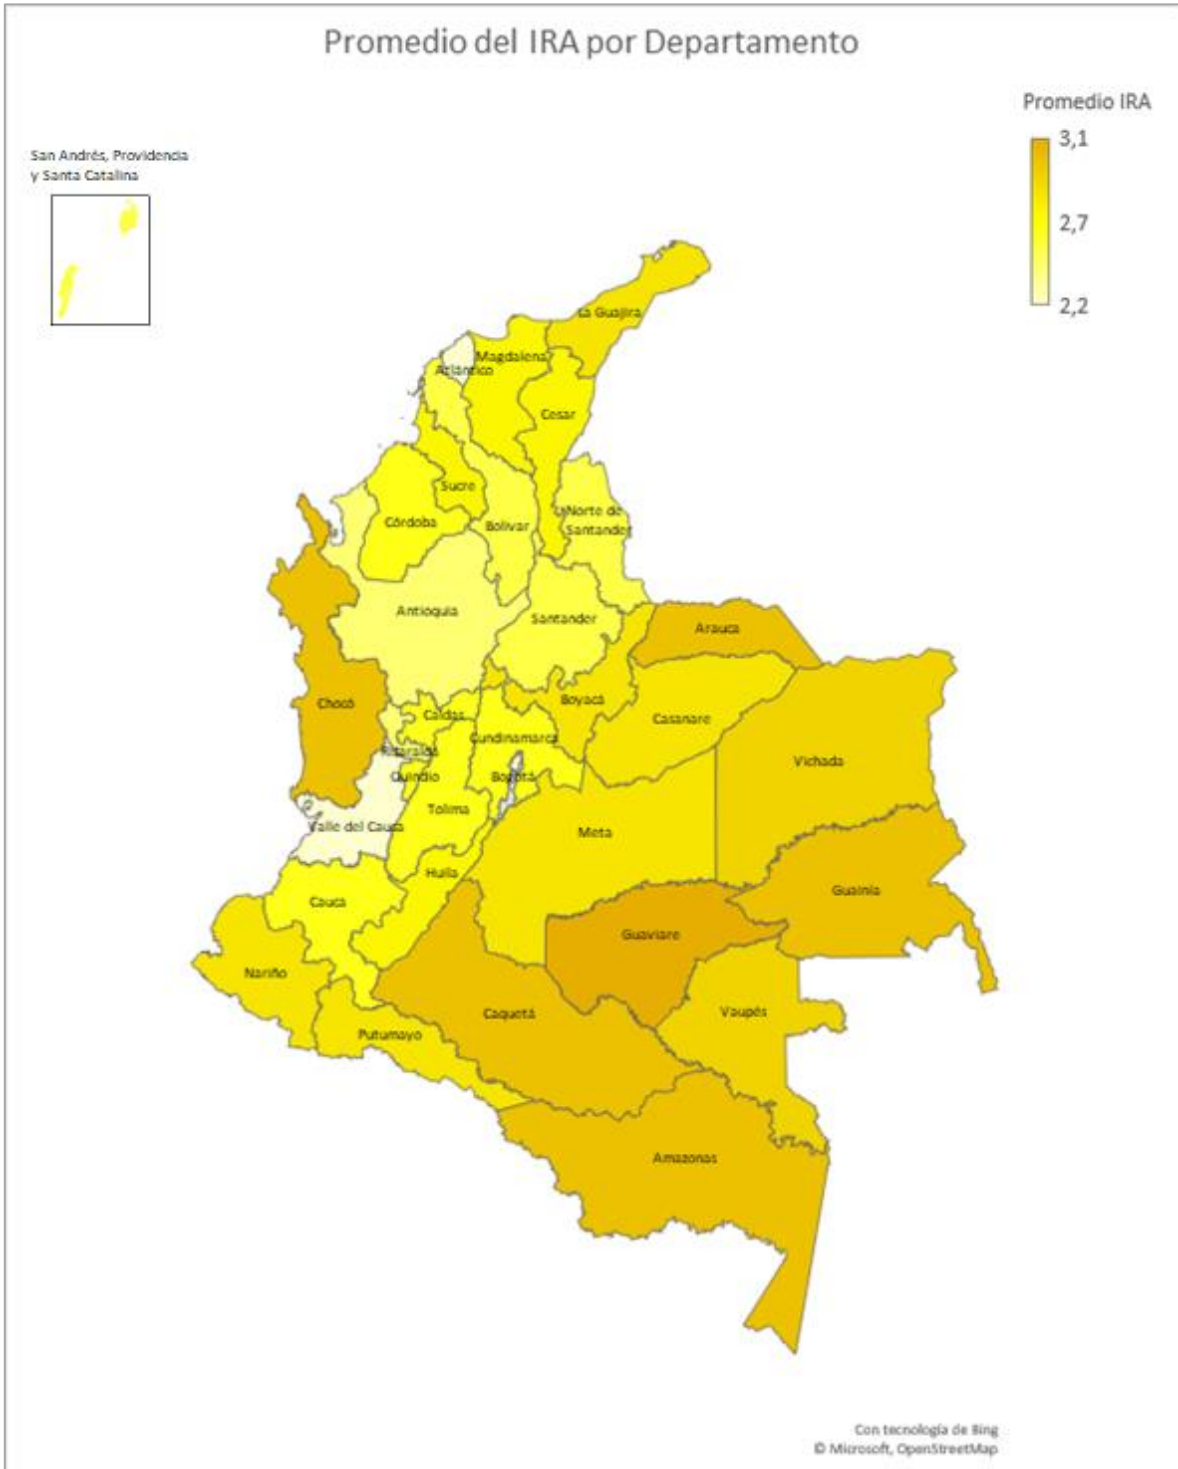 Promedio del IRA por Departamento
Promedio IRA
3,1
2,7
2,2
San Andrés, Providencia
y Santa Catalina
La Guajira
Magdalena
Atlántico
Cesar
Sucre
Norte de
Santander
Córdoba
Bolívar
Antioquia
Santander
Arauca
Chocó
Boyacá
Caldas
Casanare
Cundinamarca
Risaralda
Vichada
Quindío
Bogotá
Tolima
Valle del Cauca
Meta
Huila
Guainía
Cauca
Guaviare
Nariño
Caquetá
Vaupés
Putumayo
Amazonas
Con tecnología de Bing
© Microsoft, OpenStreetMap